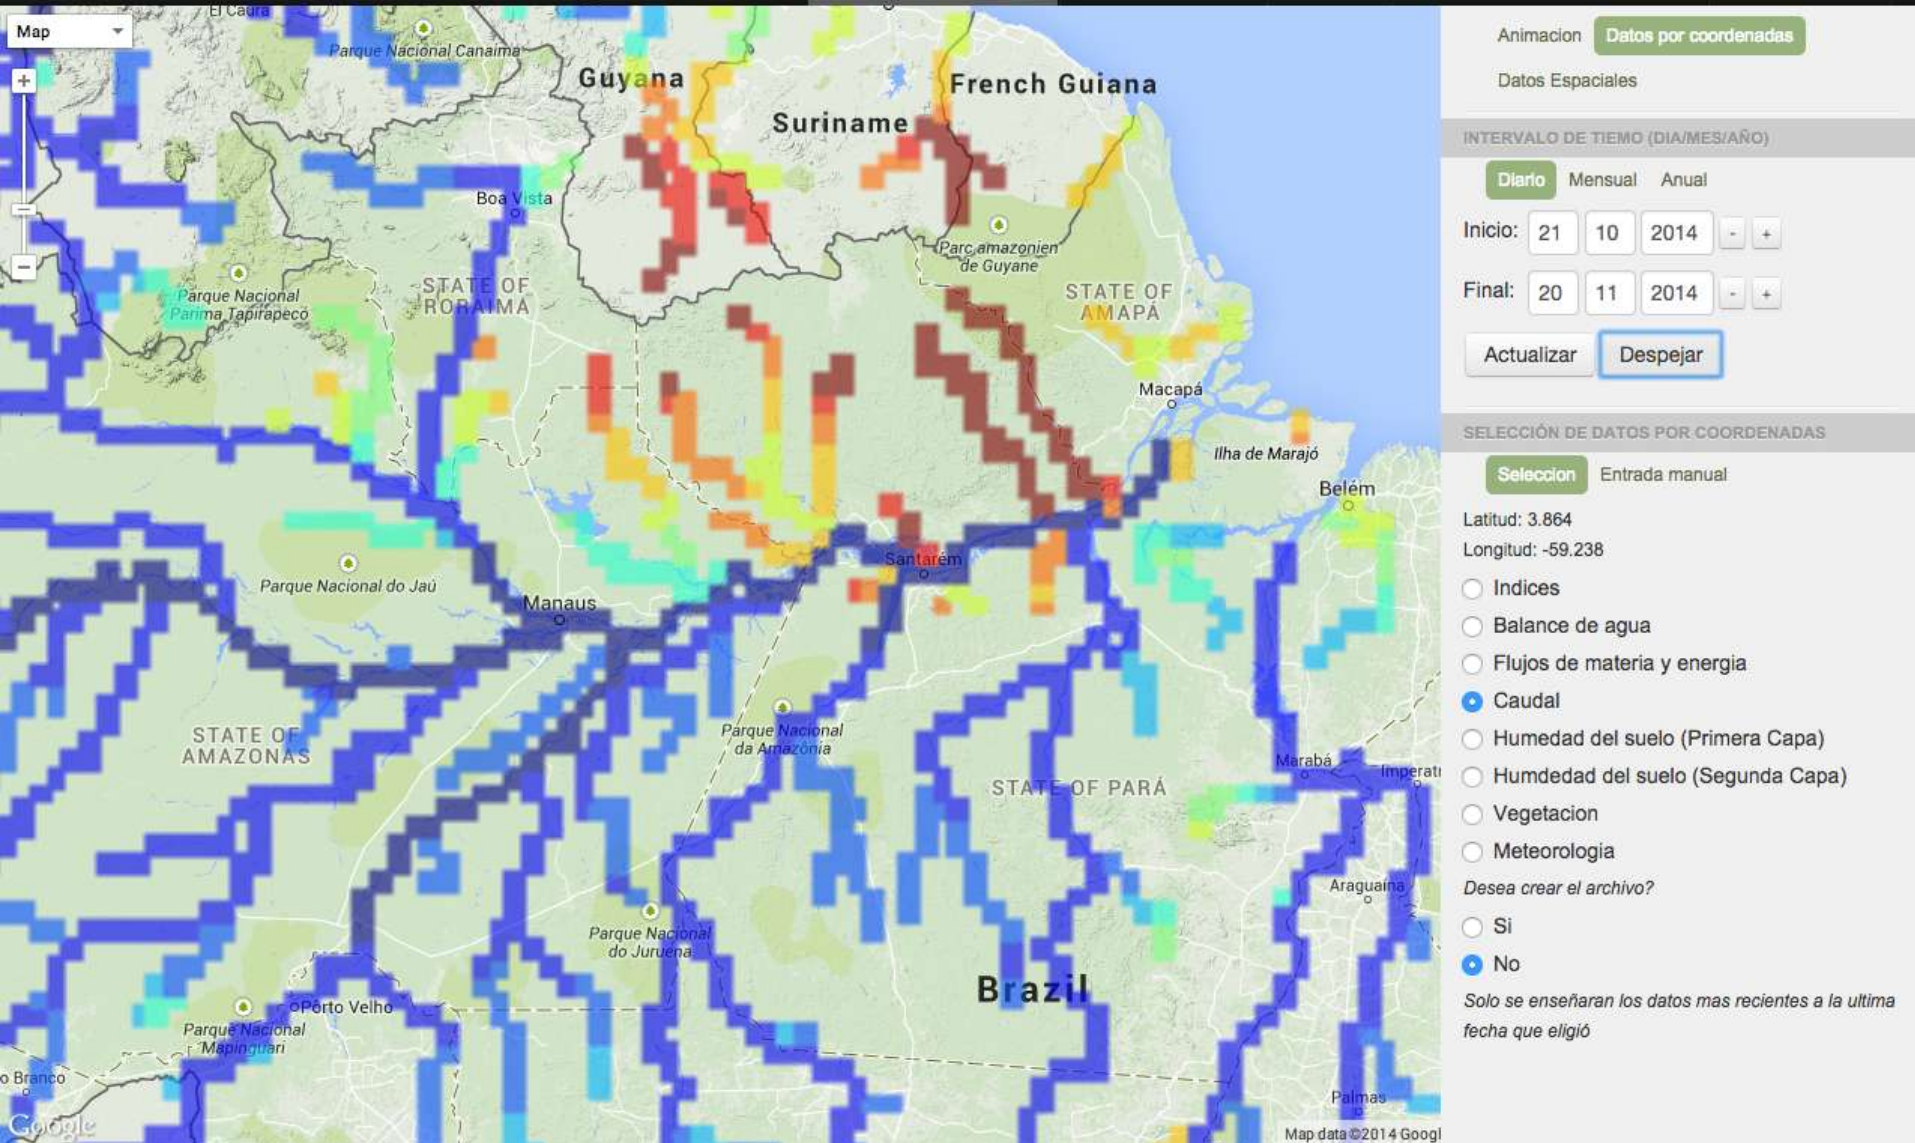 Map
El Caura
Parque Nacional Canaima
Guyana
French Guiana
Suriname
Boa Vista
Parc amazonien
de Guyane
STATE OF
RORAIMA
STATE OF
AMAPÁ
Parque Nacional
Parima Tapirapeco
Macapá
Ilha de Marajó
Belém
Santarém
Parque Nacional do Jaú
Manaus
STATE OF
AMAZONAS
Parque Nacional
da Amazônia
Marabá
Imperatr
STATE OF PARÁ
Araguaína
Parque Nacional
do Juruena
Brazil
Pôrto Velho
Parque Nacional
Mapinguari
o Branco
Palmas
Google
Map data ©2014 Googl
Animacion
Datos por coordenadas
Datos Espaciales
INTERVALO DE TIEMO (DIA/MES/AÑO)
Diario Mensual Anual
Inicio: 21 10 2014 - +
Final: 20 11 2014 - +
Actualizar Despejar
SELECCIÓN DE DATOS POR COORDENADAS
Seleccion Entrada manual
Latitud: 3.864
Longitud: -59.238
Indices
Balance de agua
Flujos de materia y energia
Caudal
Humedad del suelo (Primera Capa)
Humdedad del suelo (Segunda Capa)
Vegetacion
Meteorologia
Desea crear el archivo?
Si
No
Solo se enseñaran los datos mas recientes a la ultima
fecha que eligió